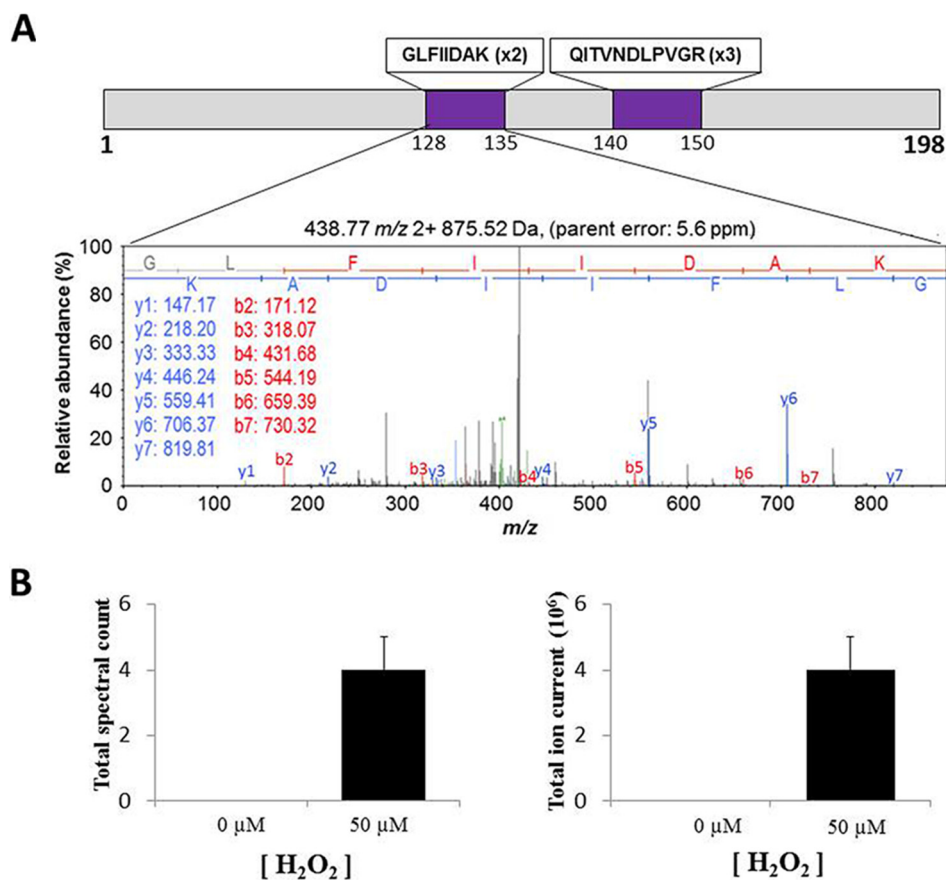 A
GLFIIDAK (x2)
QITVNDLPVGR (x3)
1
128
135
140
150
198
438.77 m/z 2+ 875.52 Da, (parent error: 5.6 ppm)
Relative abundance (%)
100
80
60
40
20
0
G L F I I D A K
K A D I I F L G
y1: 147.17
y2: 218.20
y3: 333.33
y4: 446.24
y5: 559.41
y6: 706.37
y7: 819.81
b2: 171.12
b3: 318.07
b4: 431.68
b5: 544.19
b6: 659.39
b7: 730.32
y1
b2
y2
b3
y3
b4
y4
b5
y5
b6
y6
b7
y7
0 100 200 300 400 500 600 700 800
m/z
B
Total spectral count
6
4
2
0
0 µM
50 µM
[ H₂O₂ ]
Total ion current (10⁶)
6
4
2
0
0 µM
50 µM
[ H₂O₂ ]